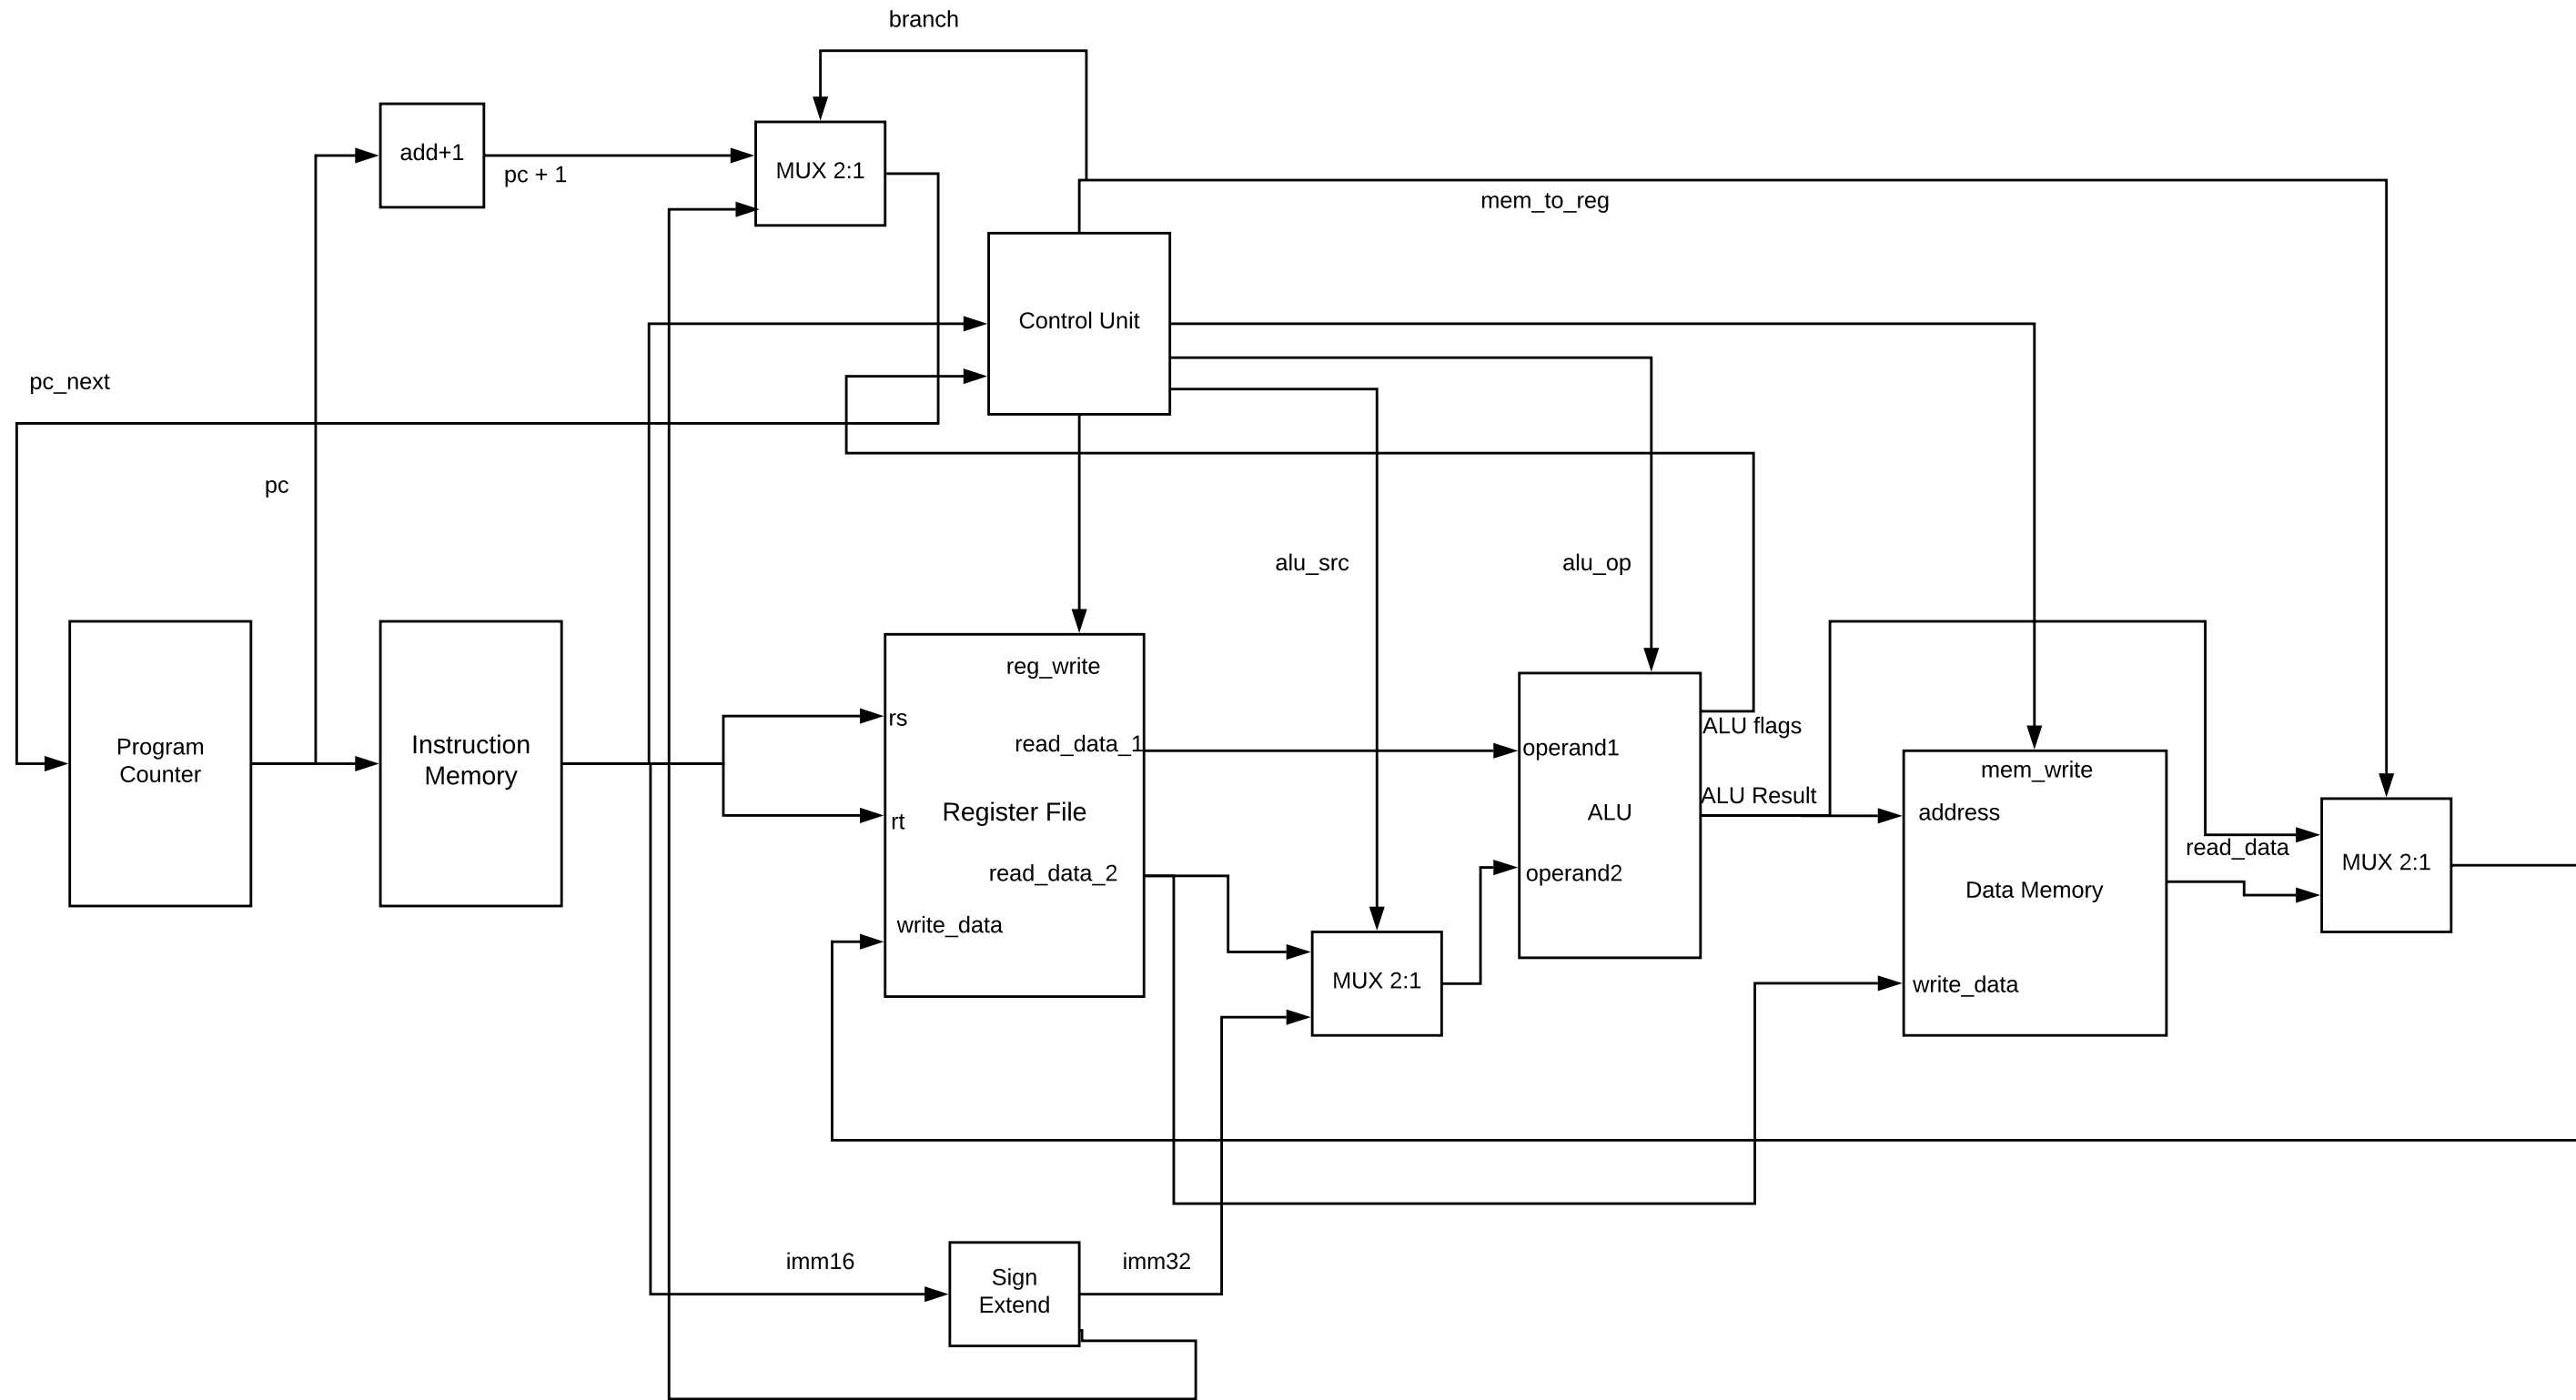 branch
add+1
pc + 1
MUX 2:1
mem_to_reg
Control Unit
pc_next
pc
alu_src
alu_op
Program
Counter
Instruction
Memory
reg_write
rs
read_data_1
rt
Register File
read_data_2
write_data
operand1
ALU flags
ALU Result
ALU
operand2
mem_write
address
read_data
Data Memory
write_data
MUX 2:1
MUX 2:1
imm16
Sign
Extend
imm32